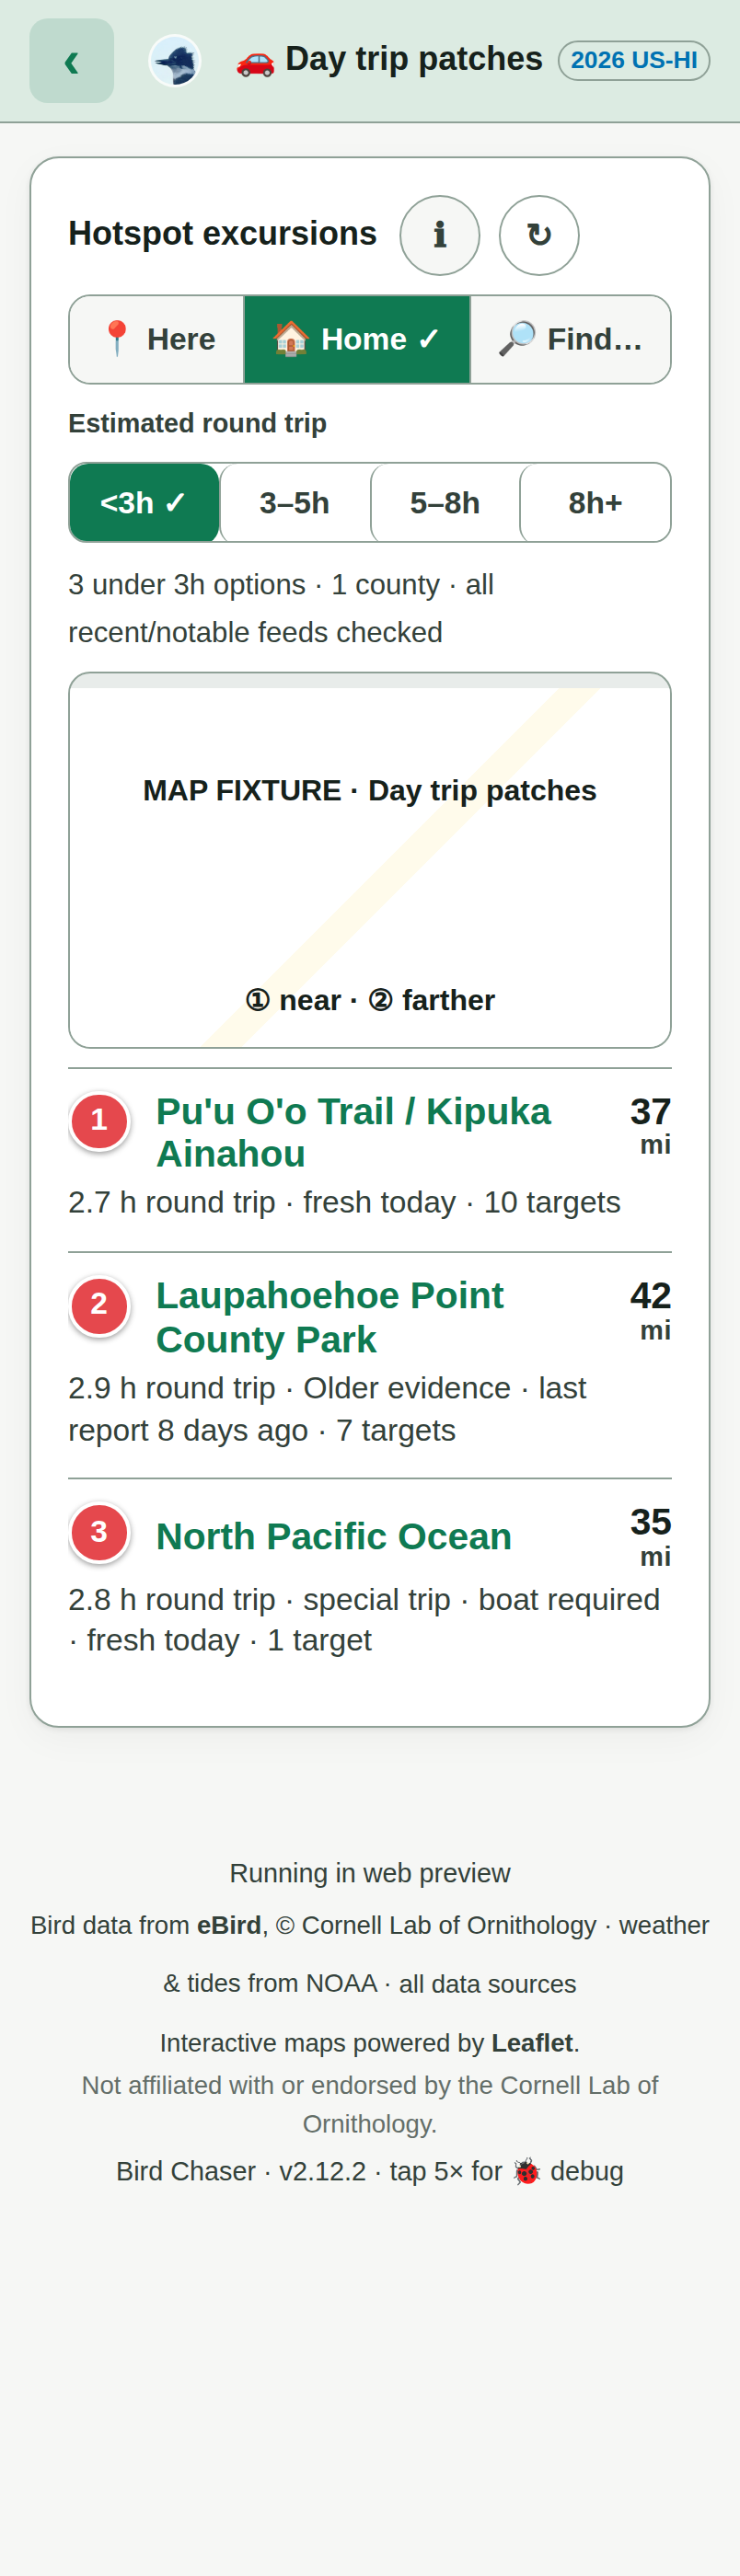 ‹ 🚗 Day trip patches 2026 US-HI
Hotspot excursions ℹ ↻
📍 Here 🏠 Home ✓ 🔎 Find…
Estimated round trip
<3h ✓ 3–5h 5–8h 8h+
3 under 3h options · 1 county · all
recent/notable feeds checked
MAP FIXTURE · Day trip patches
① near · ② farther
1 Pu'u O'o Trail / Kipuka
Ainahou
37
mi
2.7 h round trip · fresh today · 10 targets
2 Laupahoehoe Point
County Park
42
mi
2.9 h round trip · Older evidence · last
report 8 days ago · 7 targets
3 North Pacific Ocean
35
mi
2.8 h round trip · special trip · boat required
· fresh today · 1 target
Running in web preview
Bird data from eBird, © Cornell Lab of Ornithology · weather
& tides from NOAA · all data sources
Interactive maps powered by Leaflet.
Not affiliated with or endorsed by the Cornell Lab of
Ornithology.
Bird Chaser · v2.12.2 · tap 5× for 🐞 debug